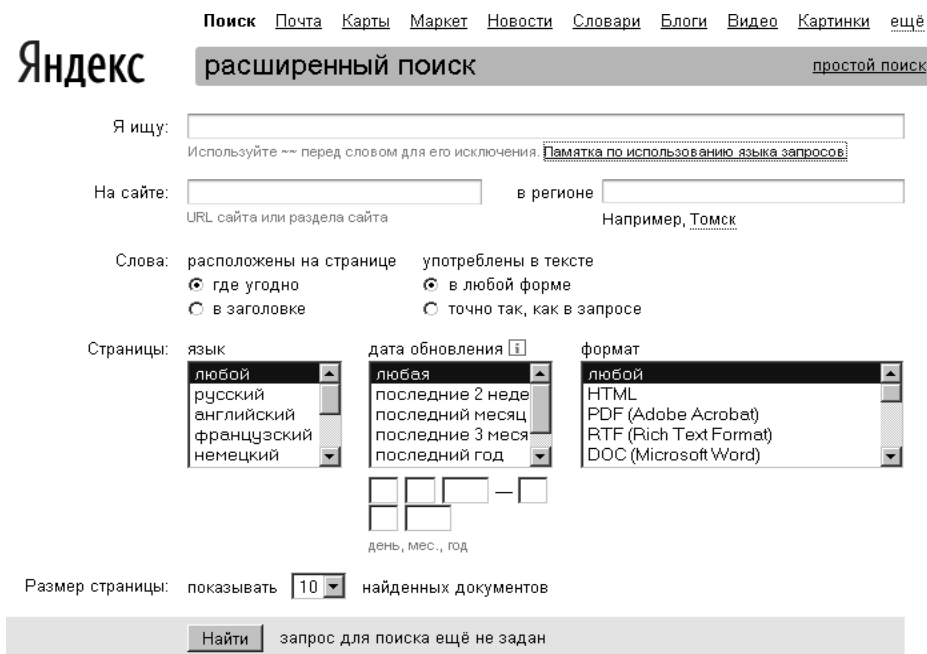 Поиск Почта Карты Маркет Новости Словари Блоги Видео Картинки ещё
Яндекс расширенный поиск простой поиск
Я ищу:
Используйте ~~ перед словом для его исключения. Памятка по использованию языка запросов
На сайте: в регионе
URL сайта или раздела сайта Например, Томск
Слова: расположены на странице употреблены в тексте
где угодно в любой форме
в заголовке точно так, как в запросе
Страницы: язык дата обновления i формат
любой любая любой
русский последние 2 неде HTML
английский последний месяц PDF (Adobe Acrobat)
французский последние 3 меся RTF (Rich Text Format)
немецкий последний год DOC (Microsoft Word)
—
день, мес., год
Размер страницы: показывать 10 найденных документов
Найти запрос для поиска ещё не задан